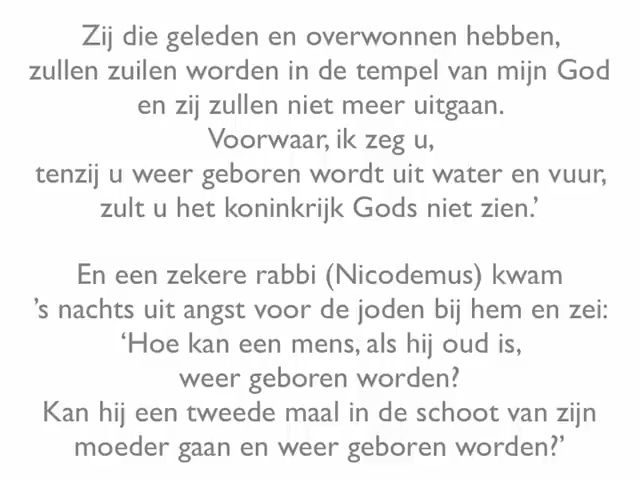 Zij die geleden en overwonnen hebben,
zullen zuilen worden in de tempel van mijn God
en zij zullen niet meer uitgaan.
Voorwaar, ik zeg u,
tenzij u weer geboren wordt uit water en vuur,
zult u het koninkrijk Gods niet zien.’
En een zekere rabbi (Nicodemus) kwam
’s nachts uit angst voor de joden bij hem en zei:
‘Hoe kan een mens, als hij oud is,
weer geboren worden?
Kan hij een tweede maal in de schoot van zijn
moeder gaan en weer geboren worden?’